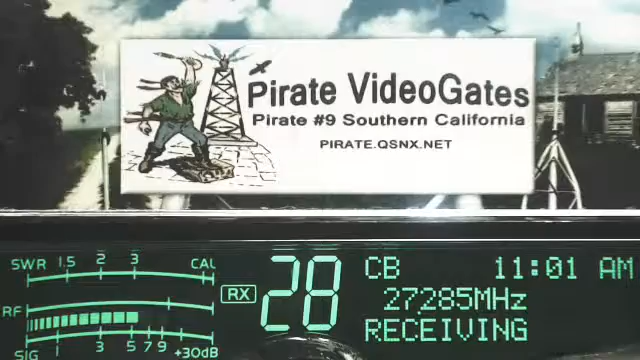 Pirate VideoGates
Pirate #9 Southern California
PIRATE.QSNX.NET
SWR 1.5 2 3 CAL
RF
SIG 1 3 5 7 9 +30dB
RX
28
CB 11:01 AM
27285MHz
RECEIVING